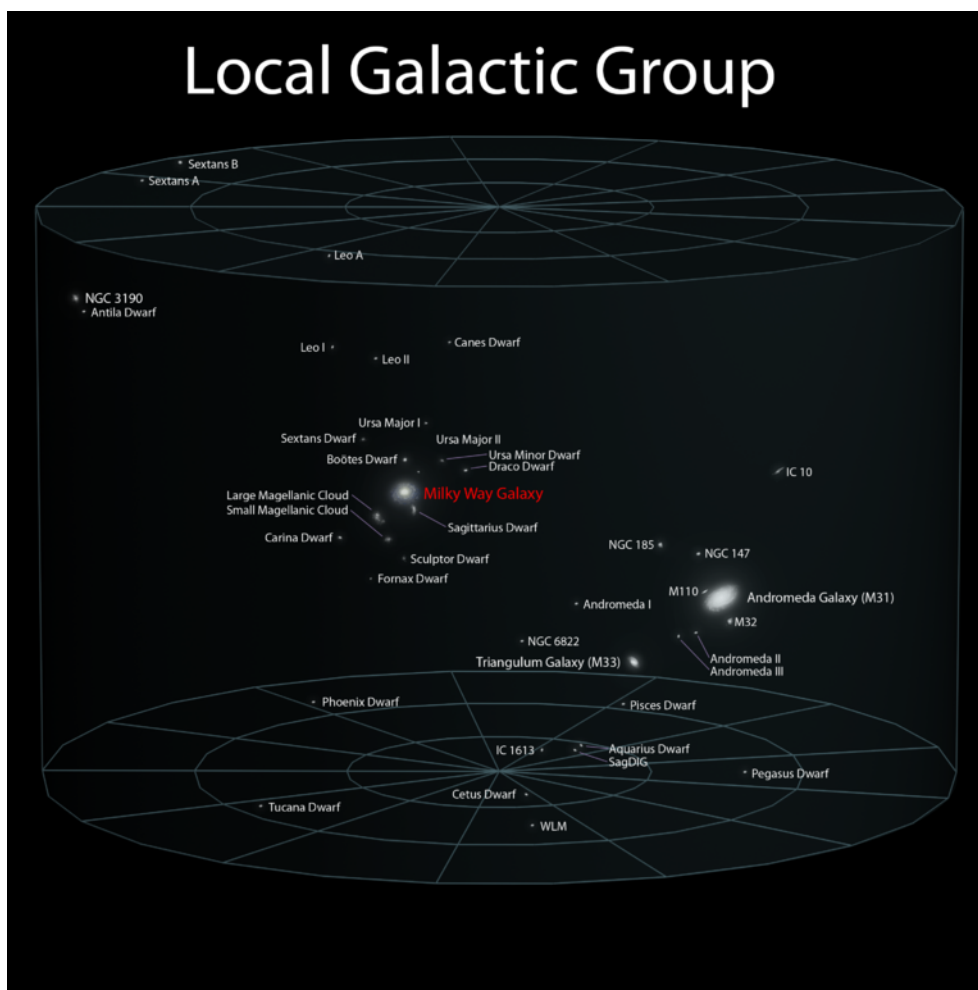 Local Galactic Group
Sextans B
Sextans A
Leo A
NGC 3190
Antila Dwarf
Canes Dwarf
Leo I
Leo II
Ursa Major I
Sextans Dwarf
Ursa Major II
Boötes Dwarf
Ursa Minor Dwarf
Draco Dwarf
IC 10
Milky Way Galaxy
Large Magellanic Cloud
Small Magellanic Cloud
Sagittarius Dwarf
Carina Dwarf
NGC 185
NGC 147
Sculptor Dwarf
Fornax Dwarf
M110
Andromeda Galaxy (M31)
Andromeda I
M32
NGC 6822
Triangulum Galaxy (M33)
Andromeda II
Andromeda III
Phoenix Dwarf
Pisces Dwarf
IC 1613
Aquarius Dwarf
SagDIG
Pegasus Dwarf
Cetus Dwarf
Tucana Dwarf
WLM